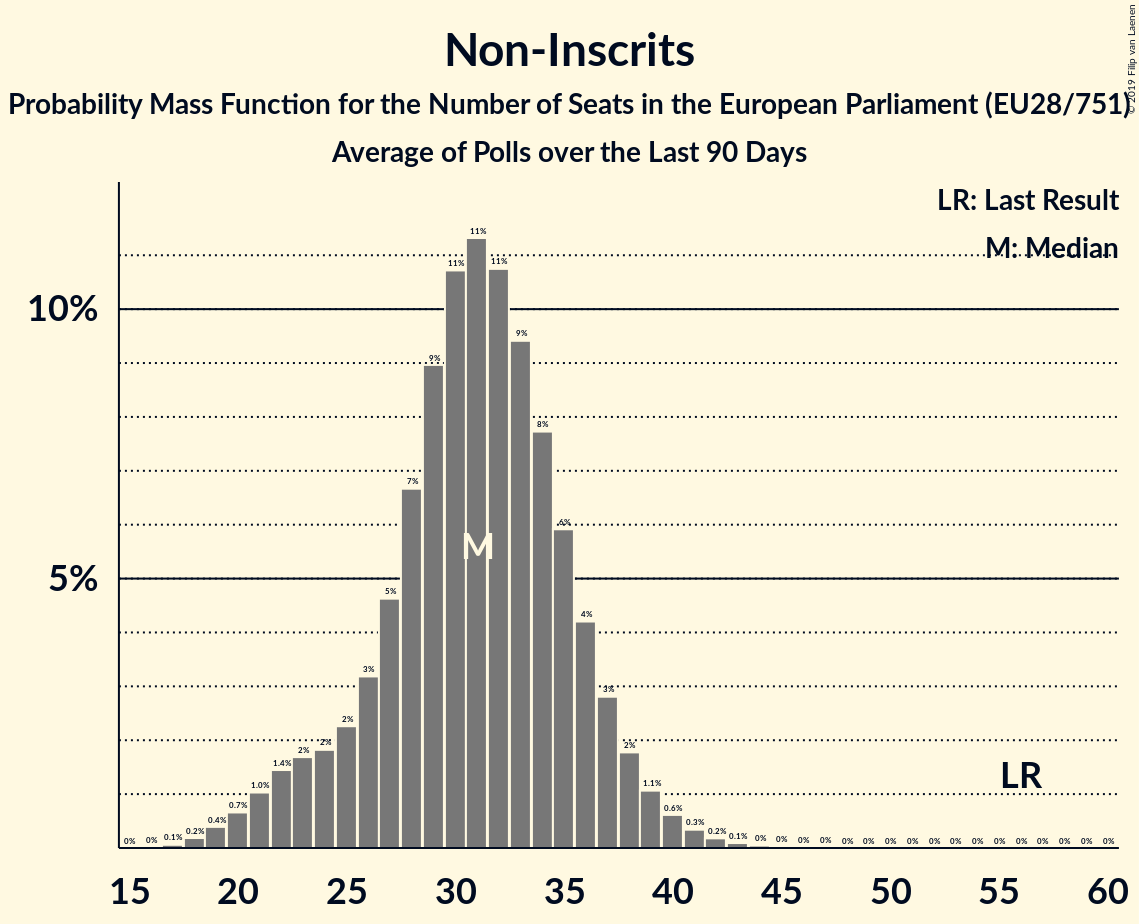 Non-Inscrits
Probability Mass Function for the Number of Seats in the European Parliament (EU28/751)
Average of Polls over the Last 90 Days
© 2019 Filip van Laenen
LR: Last Result
M: Median
10%
5%
0% 0% 0.1% 0.2% 0.4% 0.7% 1.0% 1.4% 2% 2% 2% 3% 5% 7% 9% 11% 11% 11% 9% 8% 6% 4% 3% 2% 1.1% 0.6% 0.3% 0.2% 0.1% 0% 0% 0% 0% 0% 0% 0% 0% 0% 0% 0% 0% 0% 0% 0% 0% 0%
M
LR
15 20 25 30 35 40 45 50 55 60